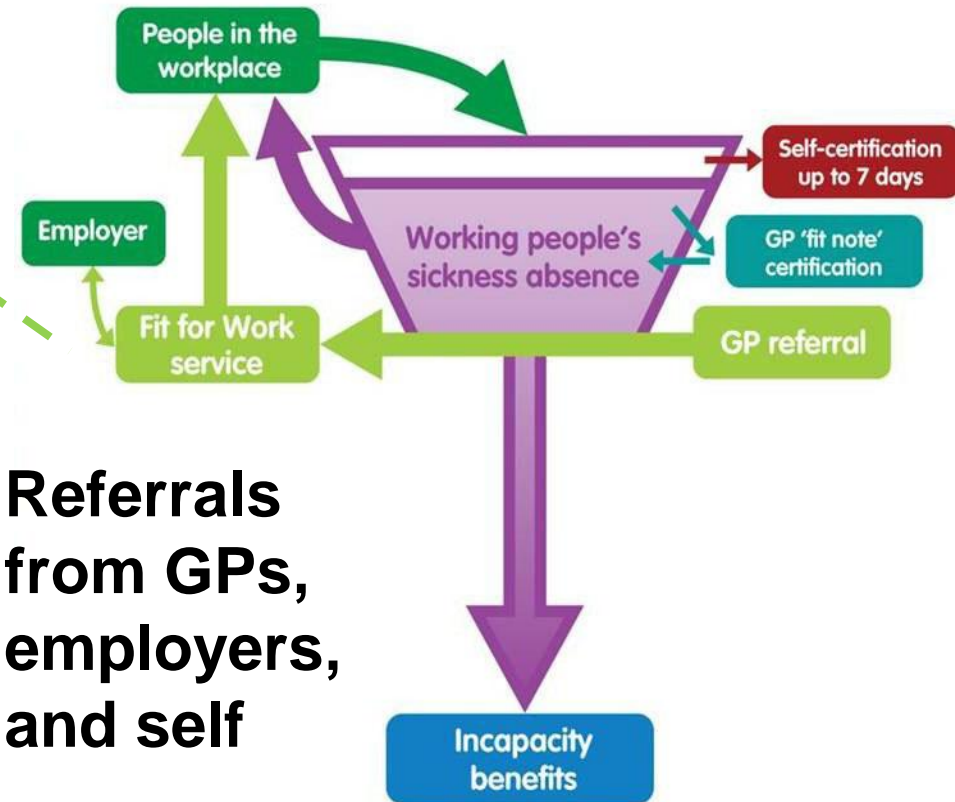 People in the
workplace
Self-certification
up to 7 days
Employer
Working people's
sickness absence
GP 'fit note'
certification
Fit for Work
service
GP referral
Referrals
from GPs,
employers,
and self
Incapacity
benefits